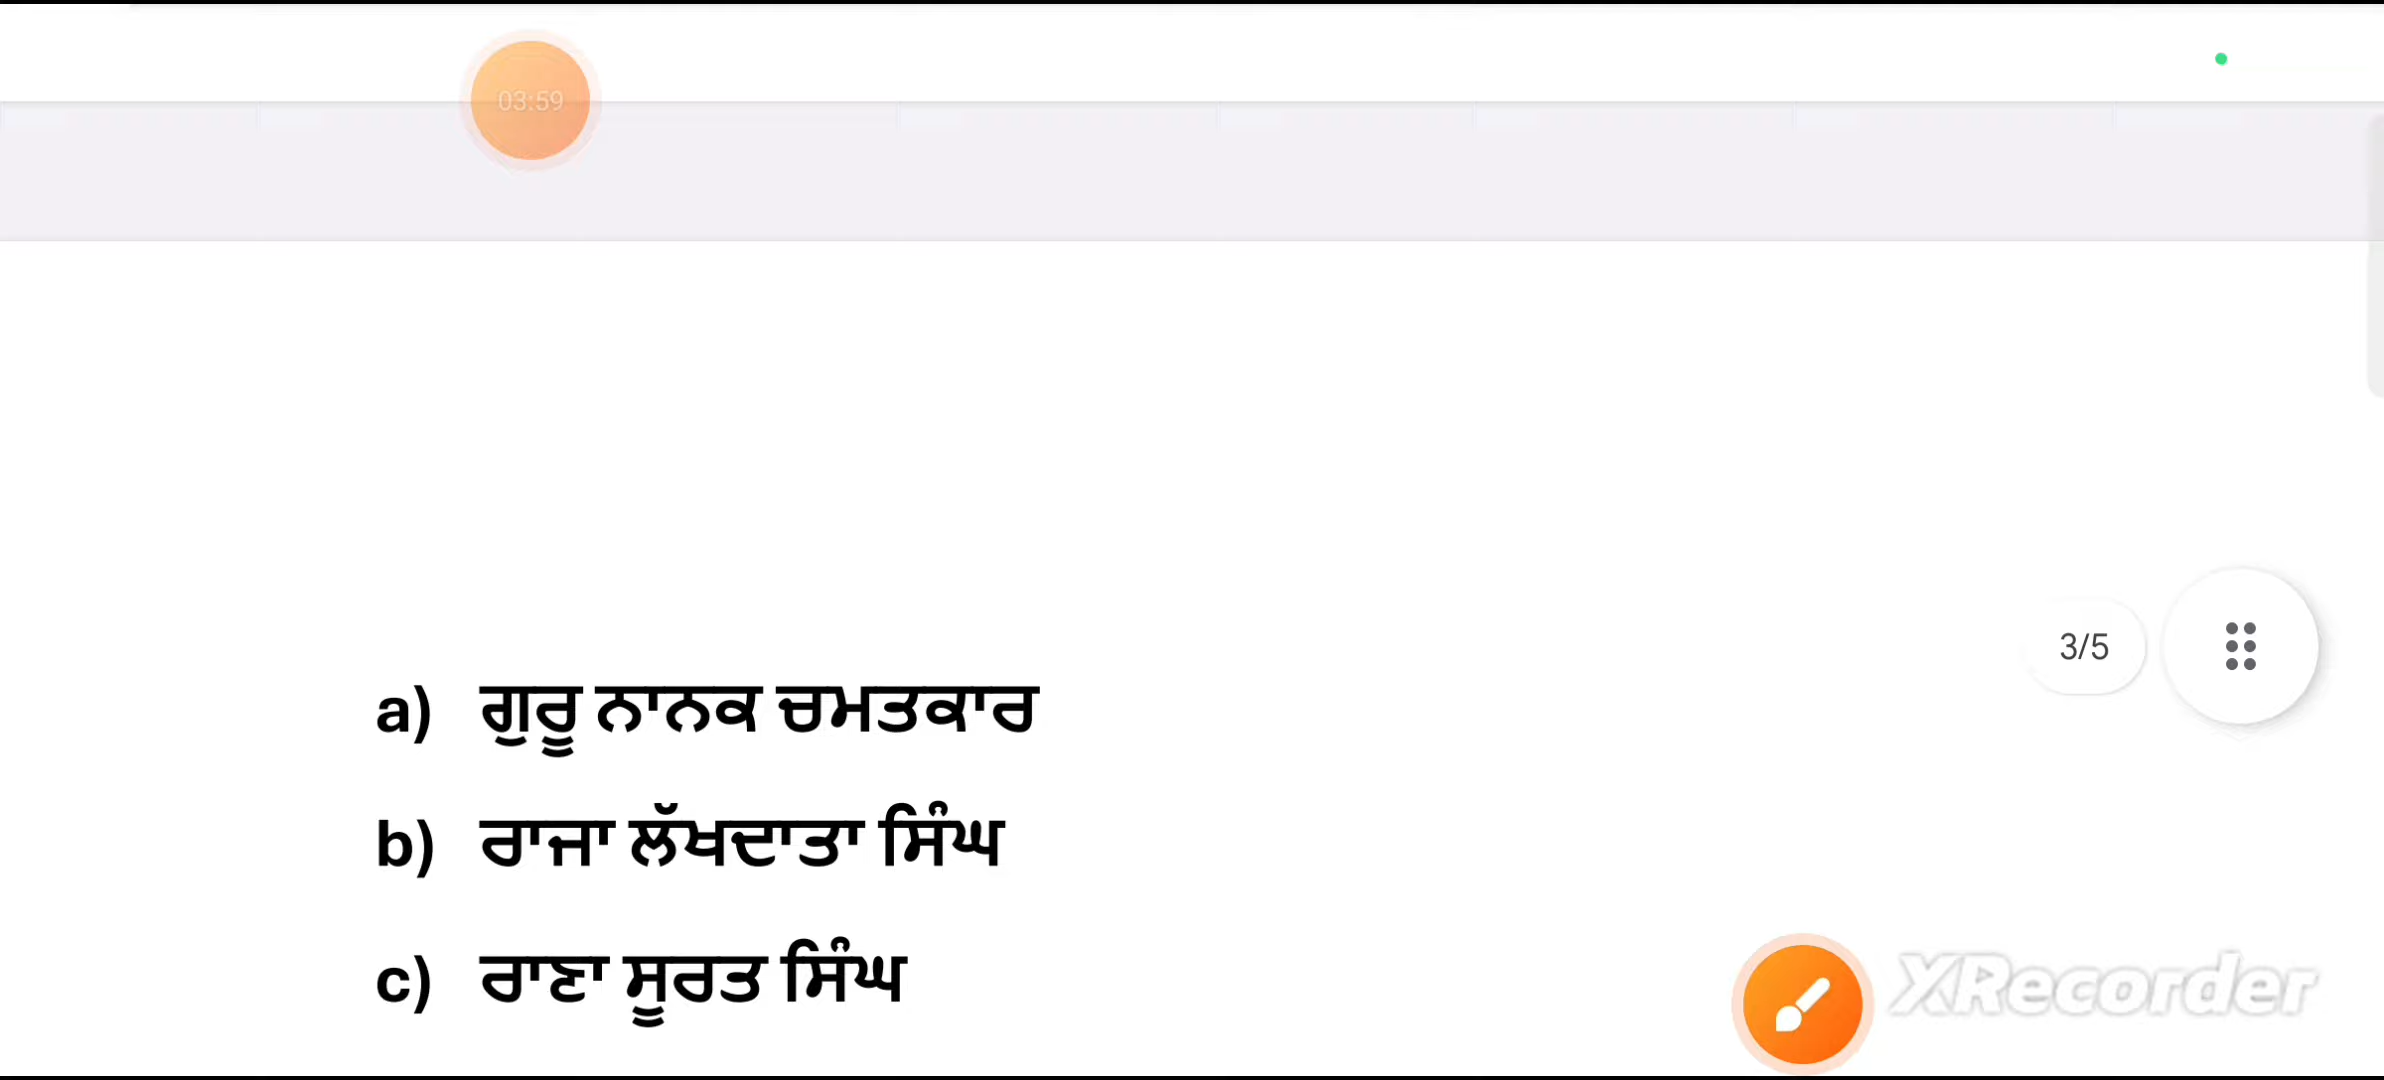 03:59
3/5
a) ਗੁਰੂ ਨਾਨਕ ਚਮਤਕਾਰ
b) ਰਾਜਾ ਲੱਖਦਾਤਾ ਸਿੰਘ
c) ਰਾਣਾ ਸੂਰਤ ਸਿੰਘ
XRecorder